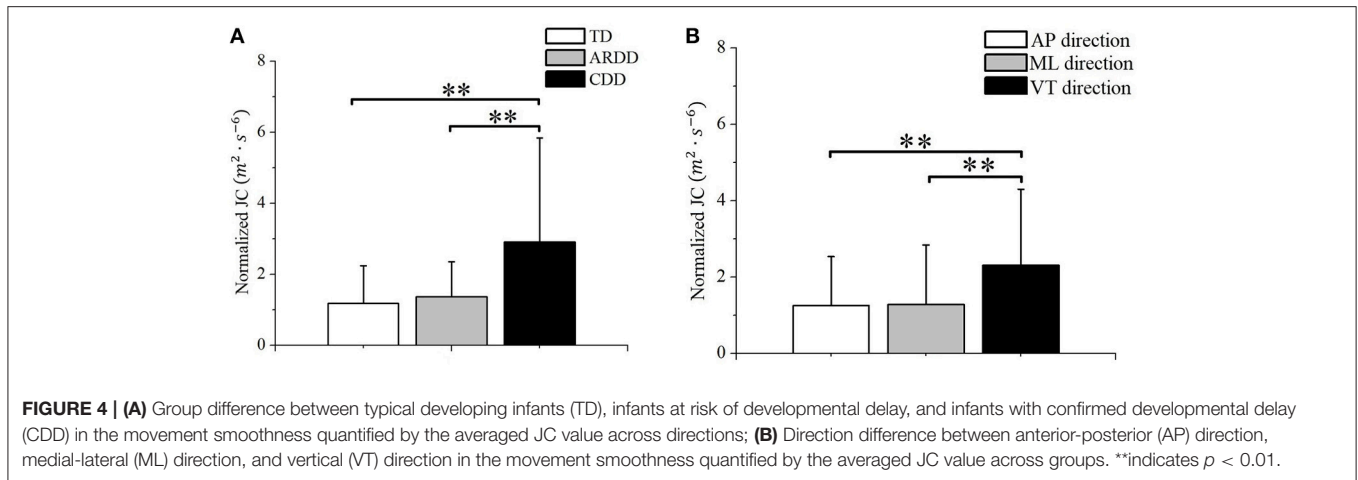 A
TD
ARDD
CDD
8
6
4
2
0
Normalized JC (m² · s⁻⁶)
**
**
B
AP direction
ML direction
VT direction
8
6
4
2
0
Normalized JC (m² · s⁻⁶)
**
**
FIGURE 4 | (A) Group difference between typical developing infants (TD), infants at risk of developmental delay, and infants with confirmed developmental delay
(CDD) in the movement smoothness quantified by the averaged JC value across directions; (B) Direction difference between anterior-posterior (AP) direction,
medial-lateral (ML) direction, and vertical (VT) direction in the movement smoothness quantified by the averaged JC value across groups. **indicates p < 0.01.